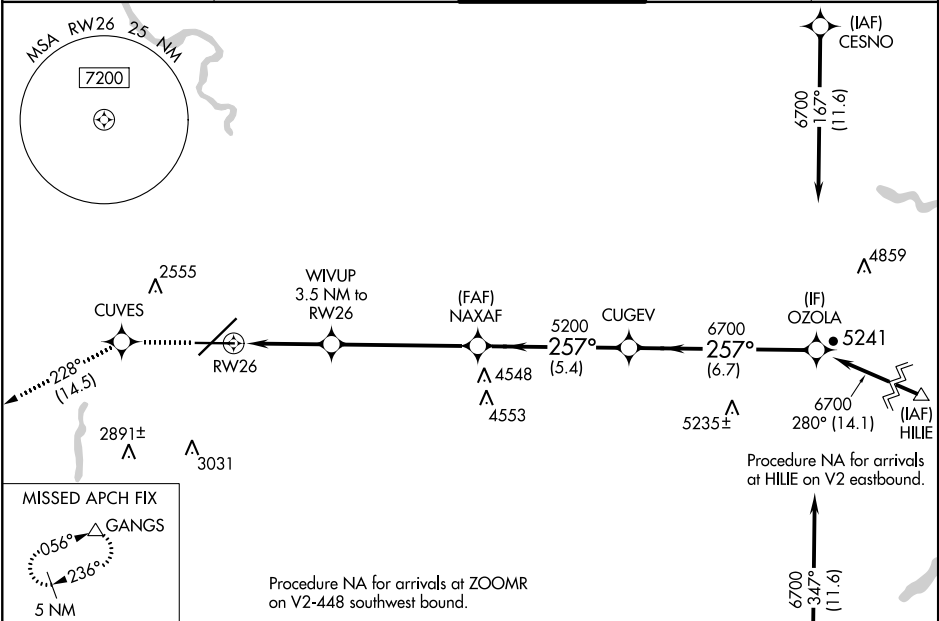 MSA RW26 25 NM
7200
(IAF)
CESNO
6700
167°
(11.6)
4859
2555
CUVES
WIVUP
3.5 NM to
RW26
(FAF)
NAXAF
5200
257°
(5.4)
CUGEV
6700
257°
(6.7)
(IF)
OZOLA
5241
RW26
228°
(14.5)
4548
4553
5235±
6700
280° (14.1)
(IAF)
HILIE
2891±
3031
Procedure NA for arrivals
at HILIE on V2 eastbound.
MISSED APCH FIX
GANGS
056°
236°
5 NM
Procedure NA for arrivals at ZOOMR
on V2-448 southwest bound.
6700
347°
(11.6)